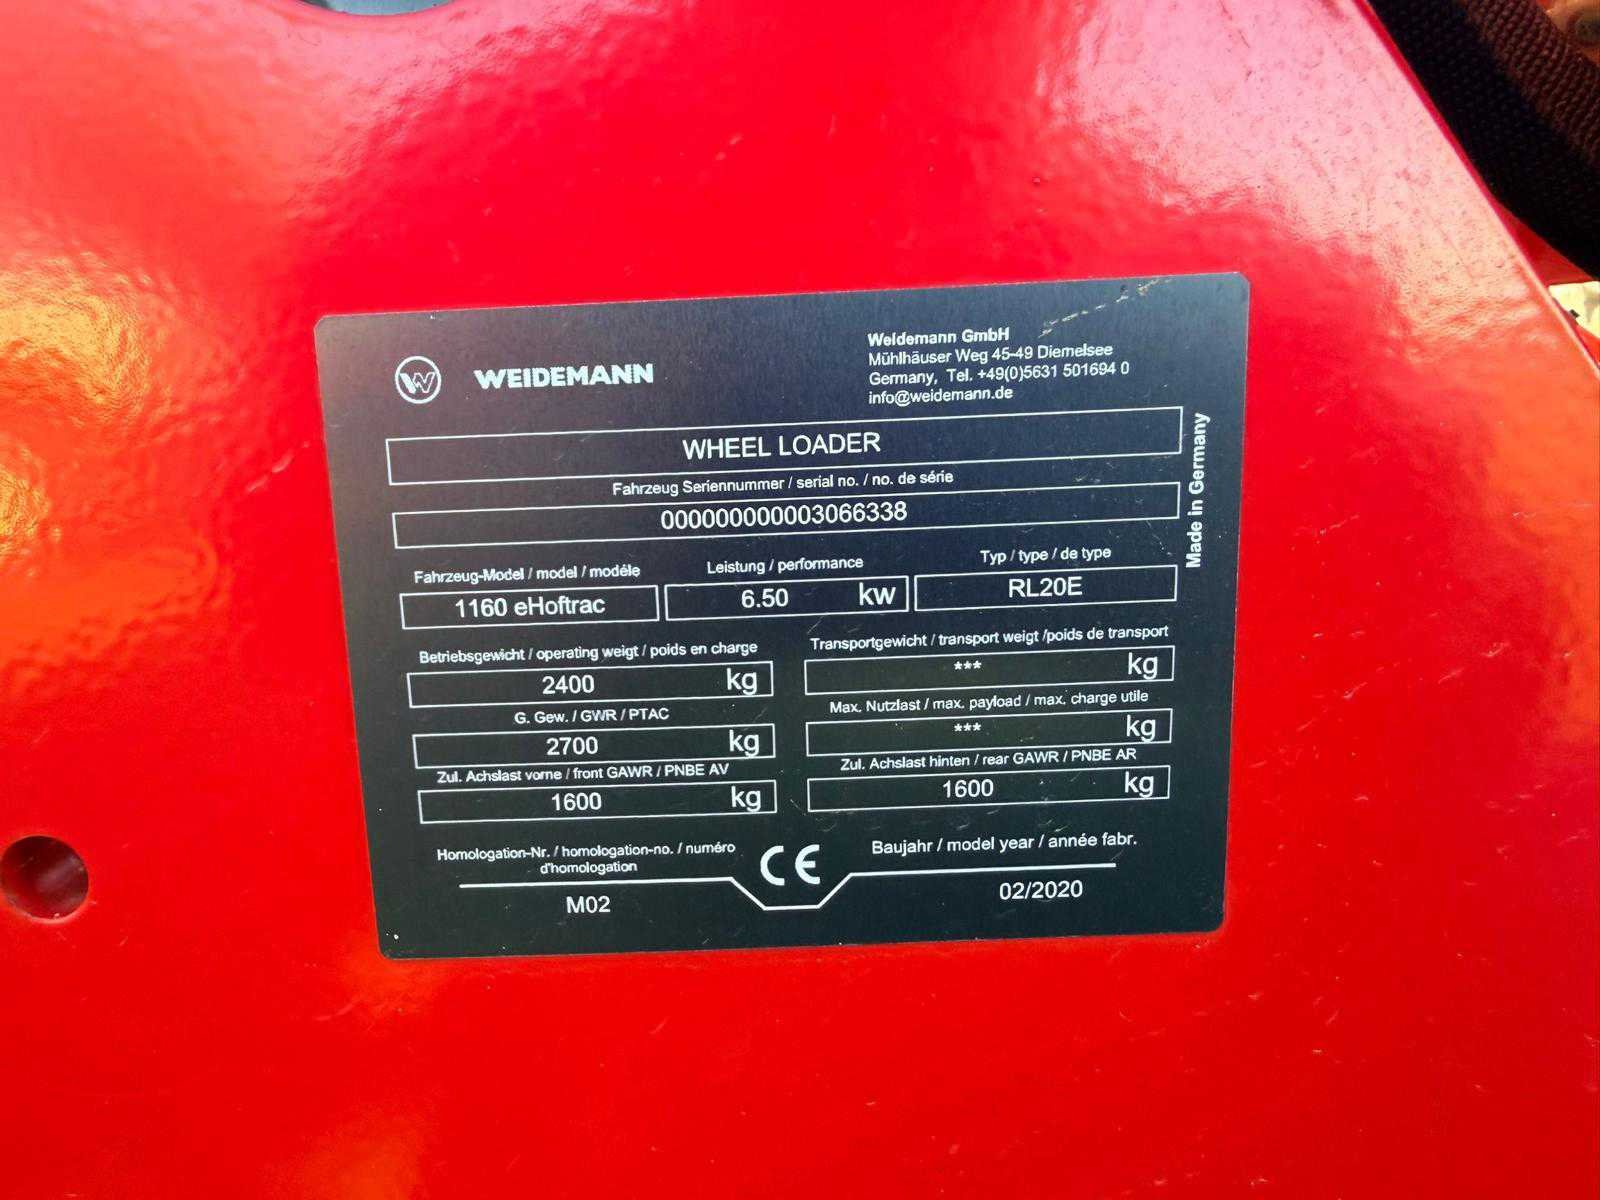 WEIDEMANN
Weidemann GmbH
Mühlhäuser Weg 45-49 Diemelsee
Germany, Tel. +49(0)5631 501694 0
info@weidemann.de
WHEEL LOADER
Fahrzeug Seriennummer / serial no. / no. de série
000000000003066338
Made in Germany
Fahrzeug-Model / model / modéle
1160 eHoftrac
Leistung / performance
6.50 kw
Typ / type / de type
RL20E
Betriebsgewicht / operating weigt / poids en charge
2400 kg
Transportgewicht / transport weigt /poids de transport
*** kg
G. Gew. / GWR / PTAC
2700 kg
Max. Nutzlast / max. payload / max. charge utile
*** kg
Zul. Achslast vorne / front GAWR / PNBE AV
1600 kg
Zul. Achslast hinten / rear GAWR / PNBE AR
1600 kg
Homologation-Nr. / homologation-no. / numéro
d'homologation
M02
CE
Baujahr / model year / année fabr.
02/2020